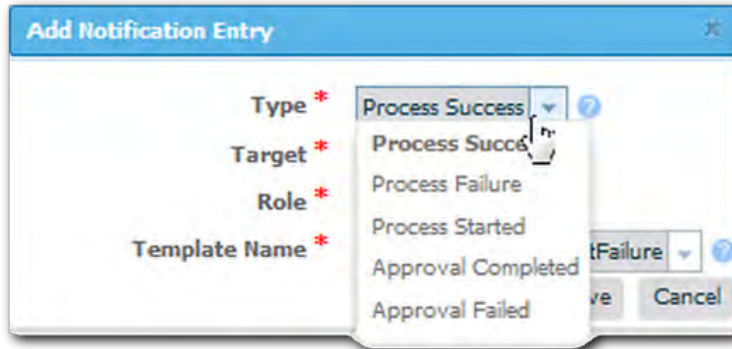 Add Notification Entry
Type * Process Success
Target *
Process Succe
Role *
Process Failure
Process Started
Template Name * tFailure
Approval Completed
ve Cancel
Approval Failed